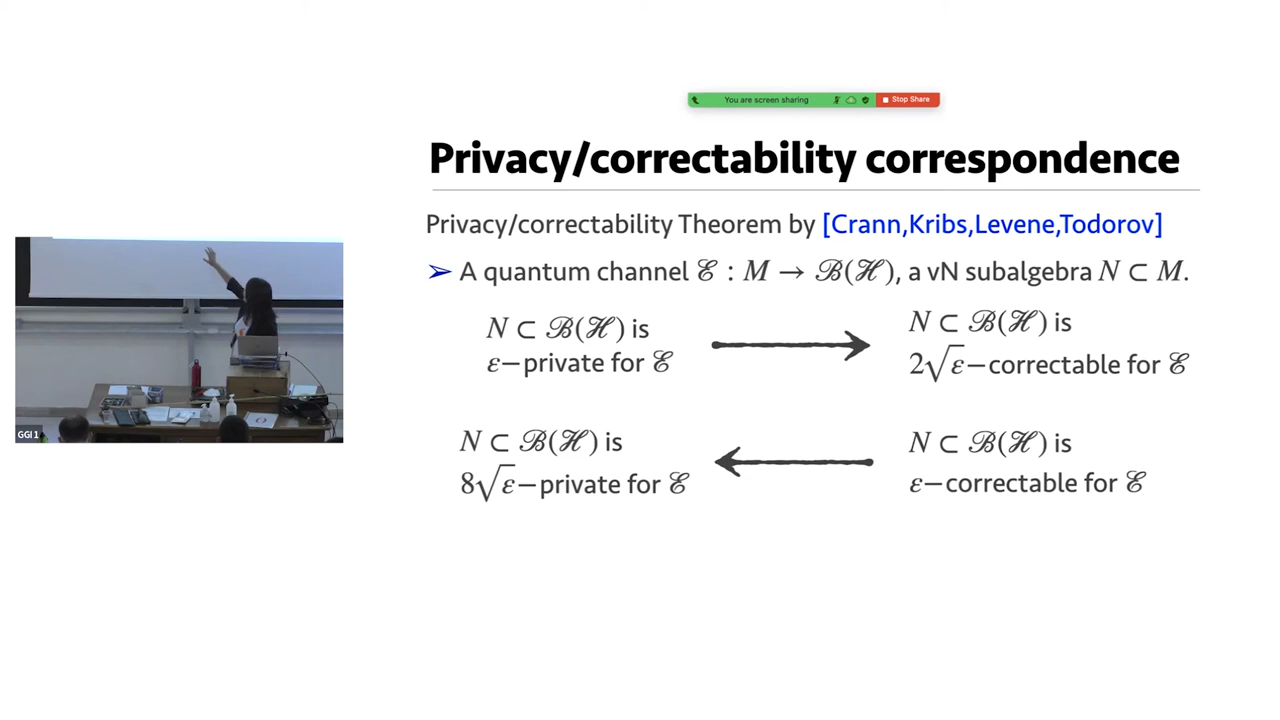 You are screen sharing
Stop Share
Privacy/correctability correspondence
Privacy/correctability Theorem by [Crann,Kribs,Levene,Todorov]
➢ A quantum channel ℰ : M → ℬ(ℋ), a vN subalgebra N ⊂ M.
N ⊂ ℬ(ℋ) is
ε−private for ℰ
N ⊂ ℬ(ℋ) is
2√ε−correctable for ℰ
N ⊂ ℬ(ℋ) is
8√ε−private for ℰ
N ⊂ ℬ(ℋ) is
ε−correctable for ℰ
GGI 1